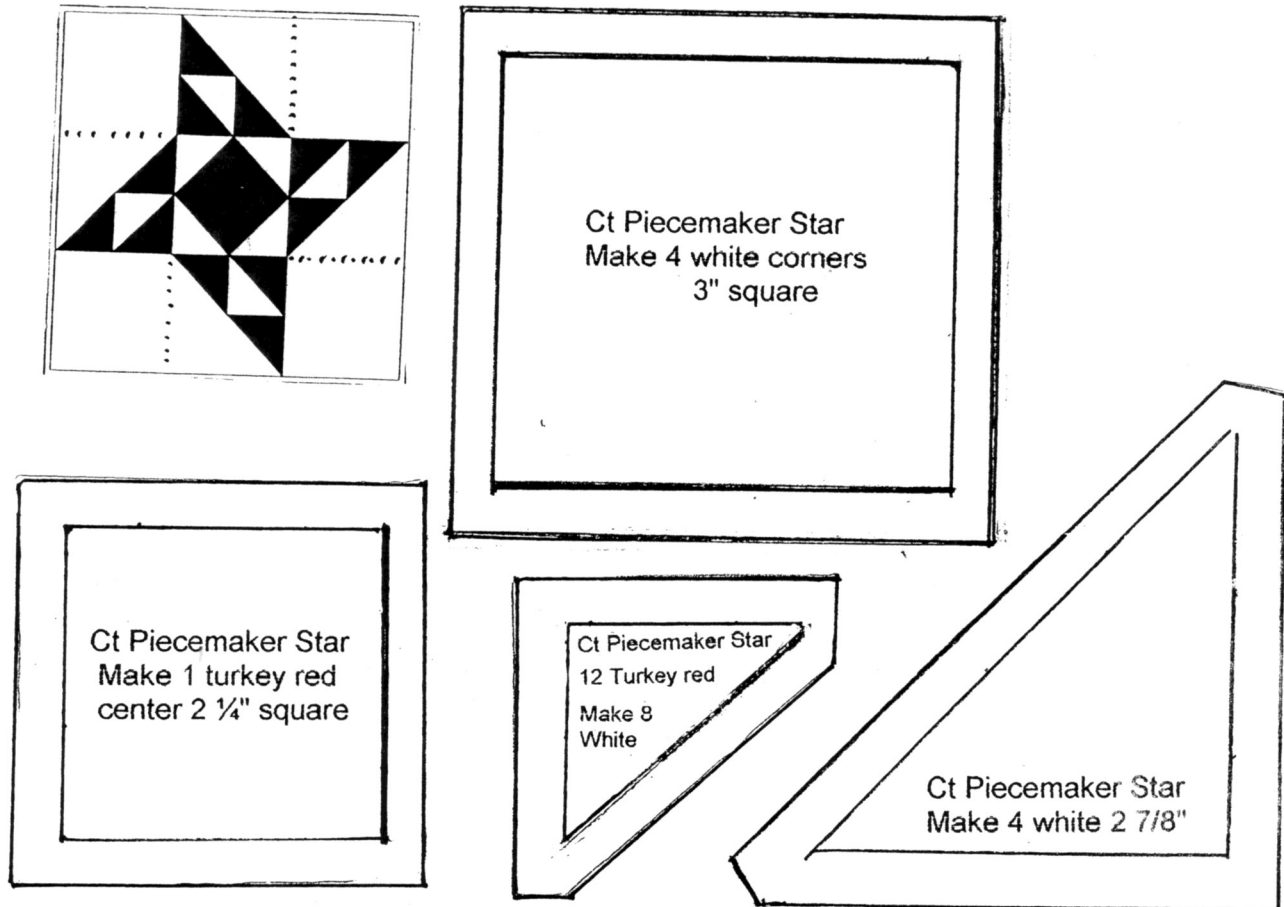 Ct Piecemaker Star
Make 4 white corners
3" square
Ct Piecemaker Star
Make 1 turkey red
center 2 ¼" square
Ct Piecemaker Star
12 Turkey red
Make 8
White
Ct Piecemaker Star
Make 4 white 2 7/8"